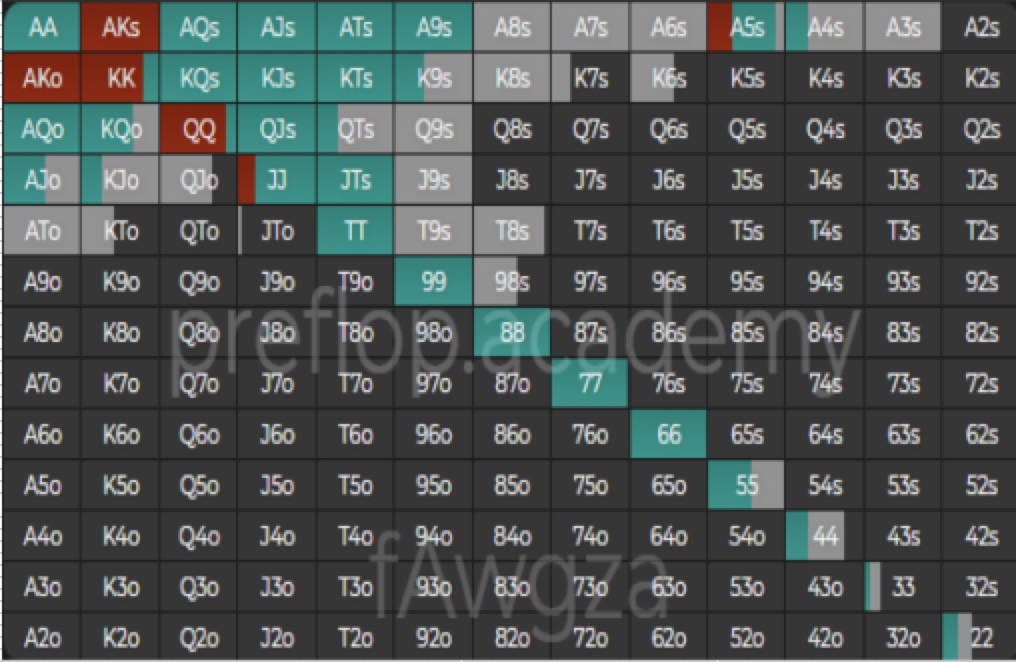 AA AKs AQs AJs ATs A9s A8s A7s A6s A5s A4s A3s A2s
AKo KK KQs KJs KTs K9s K8s K7s K6s K5s K4s K3s K2s
AQo KQo QQ QJs QTs Q9s Q8s Q7s Q6s Q5s Q4s Q3s Q2s
AJo KJo QJo JJ JTs J9s J8s J7s J6s J5s J4s J3s J2s
ATo KTo QTo JTo TT T9s T8s T7s T6s T5s T4s T3s T2s
A9o K9o Q9o J9o T9o 99 98s 97s 96s 95s 94s 93s 92s
A8o K8o Q8o J8o T8o 98o 88 87s 86s 85s 84s 83s 82s
preflop.academy
A7o K7o Q7o J7o T7o 97o 87o 77 76s 75s 74s 73s 72s
A6o K6o Q6o J6o T6o 96o 86o 76o 66 65s 64s 63s 62s
A5o K5o Q5o J5o T5o 95o 85o 75o 65o 55 54s 53s 52s
A4o K4o Q4o J4o T4o 94o 84o 74o 64o 54o 44 43s 42s
A3o K3o Q3o J3o T3o 93o 83o 73o 63o 53o 43o 33 32s
fAwgza
A2o K2o Q2o J2o T2o 92o 82o 72o 62o 52o 42o 32o 22